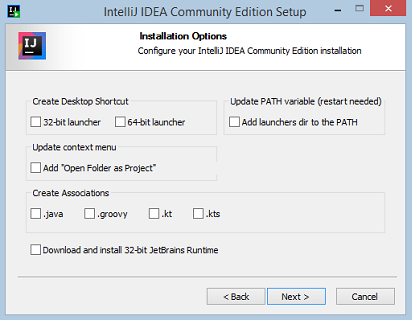 IntelliJ IDEA Community Edition Setup
IJ
Installation Options
Configure your IntelliJ IDEA Community Edition installation
Create Desktop Shortcut
32-bit launcher
64-bit launcher
Update PATH variable (restart needed)
Add launchers dir to the PATH
Update context menu
Add "Open Folder as Project"
Create Associations
.java
.groovy
.kt
.kts
Download and install 32-bit JetBrains Runtime
< Back
Next >
Cancel